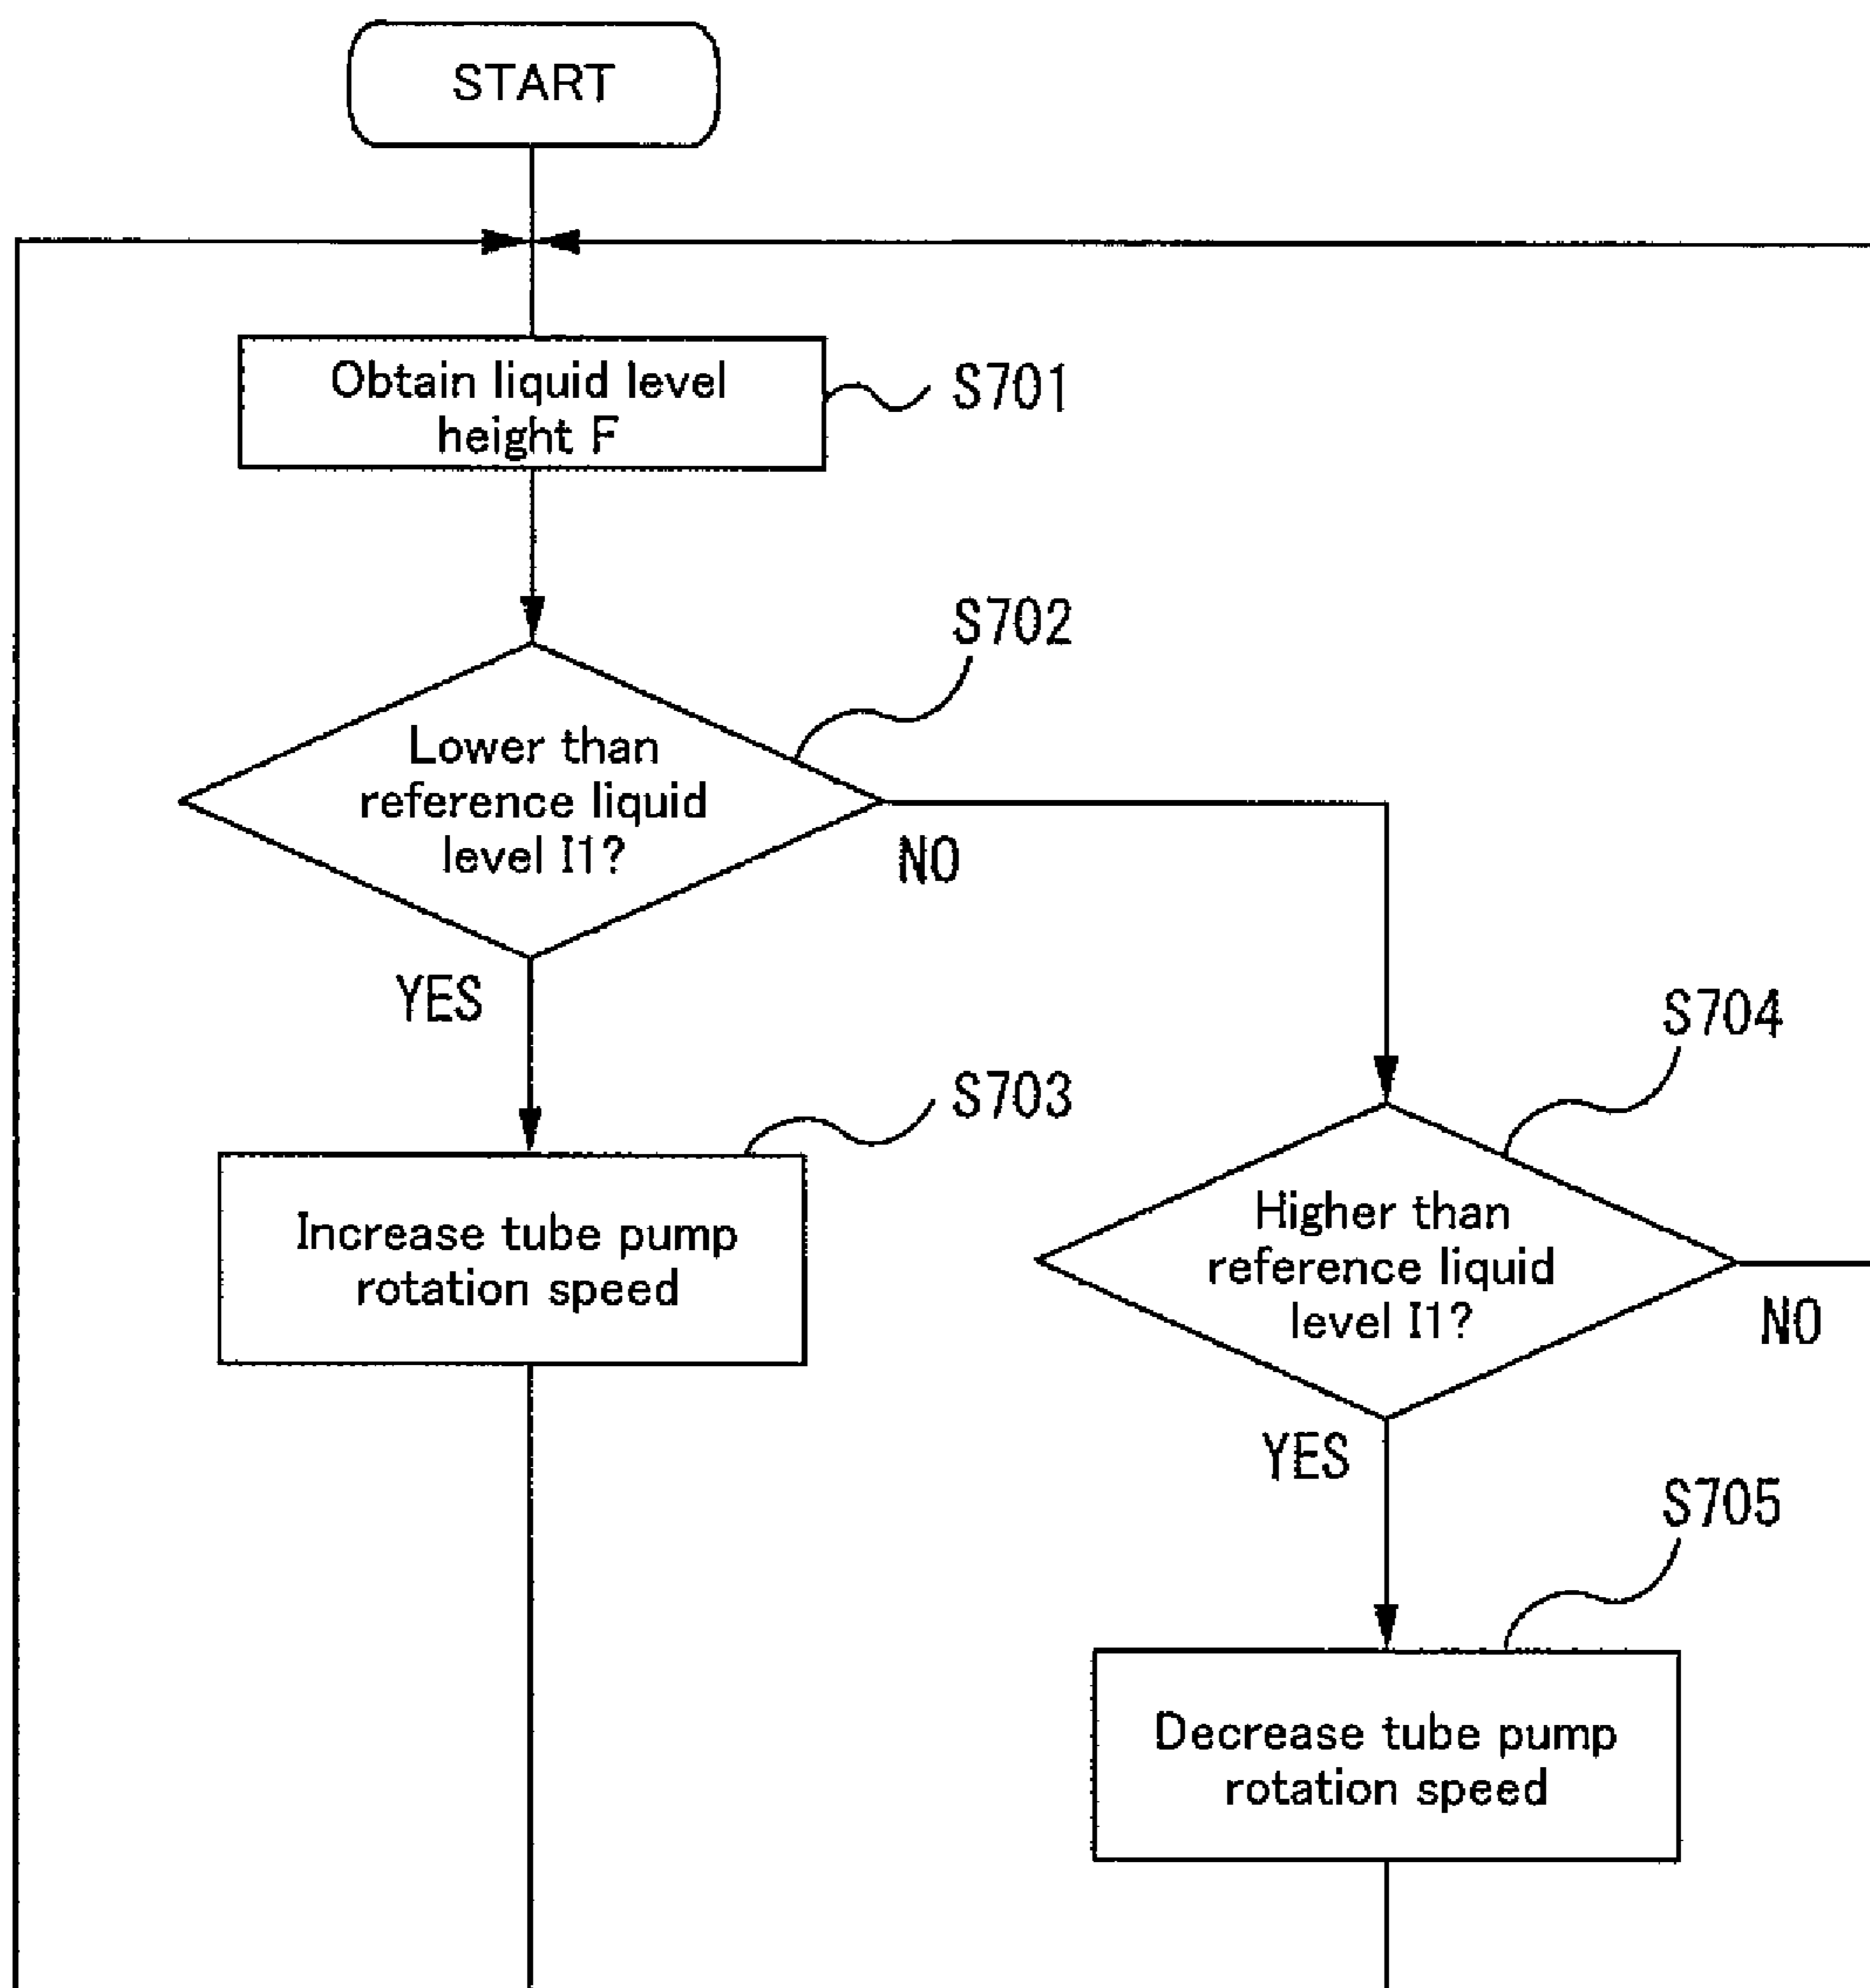 START
Obtain liquid level
height F
S701
S702
Lower than
reference liquid
level I1?
NO
YES
S703
Increase tube pump
rotation speed
S704
Higher than
reference liquid
level I1?
NO
YES
S705
Decrease tube pump
rotation speed